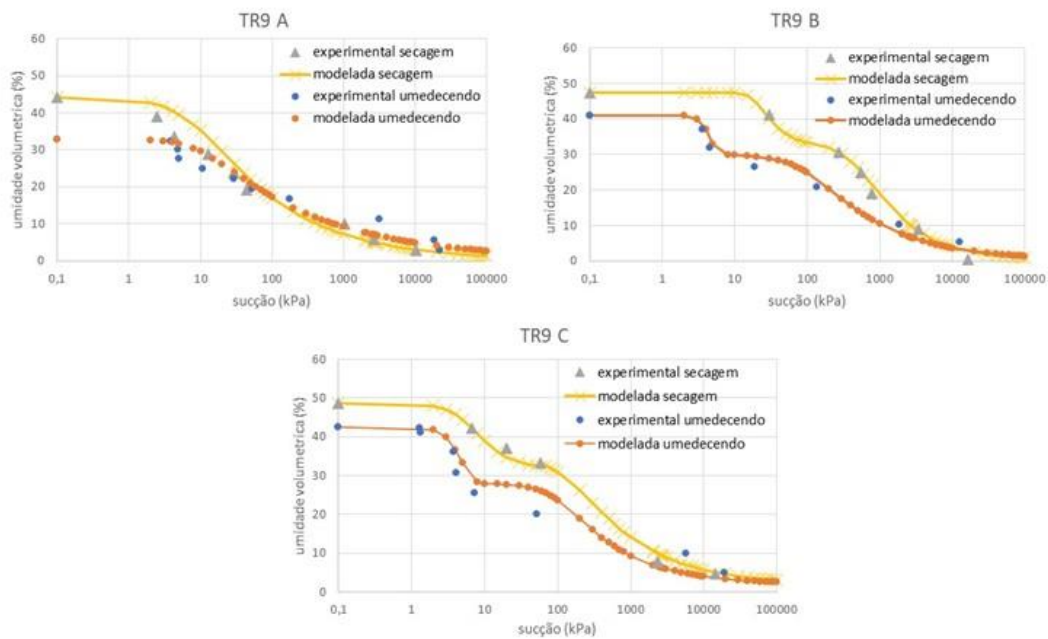 TR9 A
60
50
40
30
20
10
0
umidade volumetrica (%)
experimental secagem
modelada secagem
experimental umedecendo
modelada umedecendo
0,1 1 10 100 1000 10000 100000
sucção (kPa)
TR9 B
60
50
40
30
20
10
0
umidade volumetrica (%)
experimental secagem
modelada secagem
experimental umedecendo
modelada umedecendo
0,1 1 10 100 1000 10000 100000
sucção (kPa)
TR9 C
60
50
40
30
20
10
0
umidade volumetrica (%)
experimental secagem
modelada secagem
experimental umedecendo
modelada umedecendo
0,1 1 10 100 1000 10000 100000
sucção (kPa)